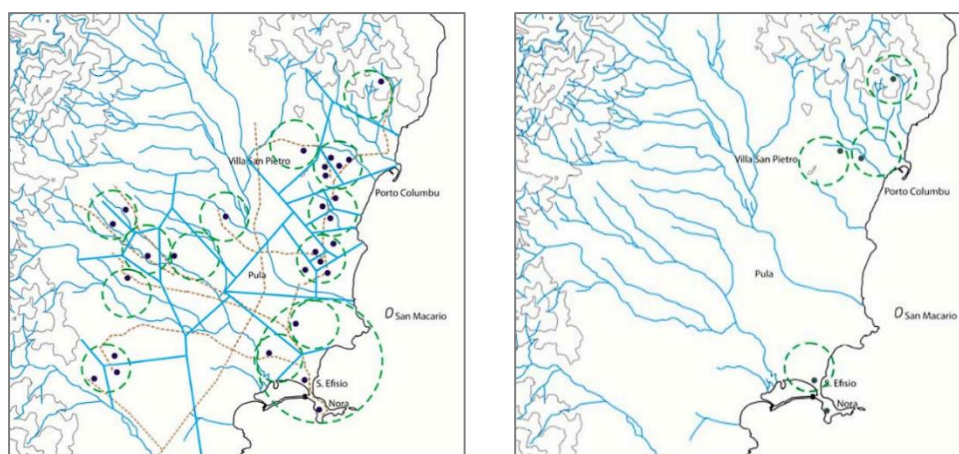 Villa San Pietro
Porto Columbu
Pula
San Macario
S. Efisio
Nora
Villa San Pietro
Porto Columbu
Pula
San Macario
S. Efisio
Nora